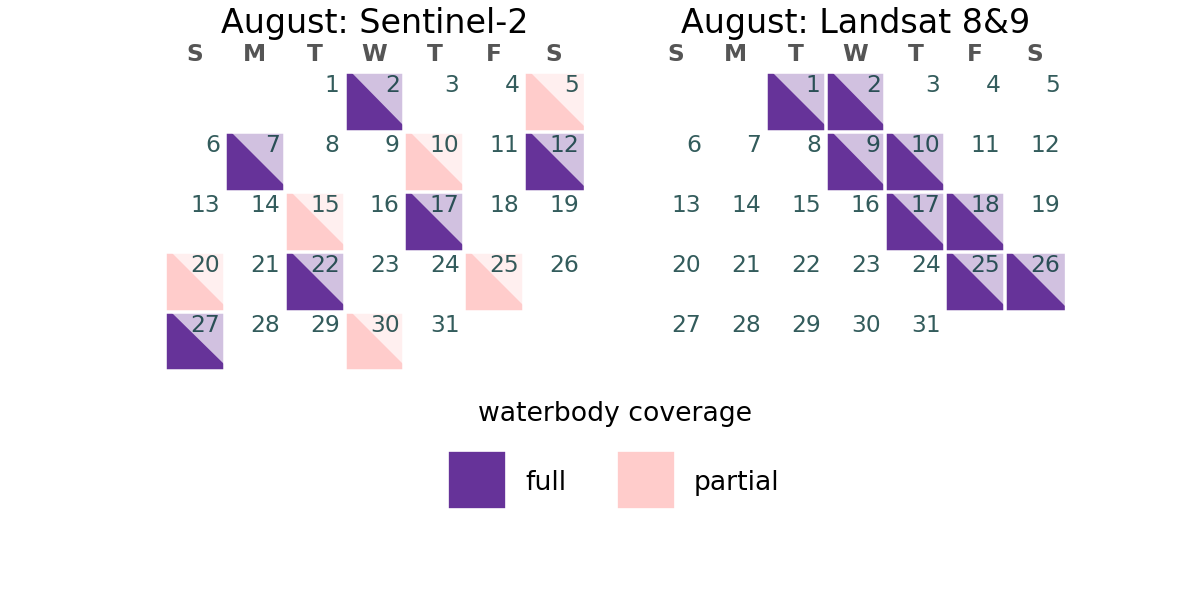 August: Sentinel-2
S M T W T F S
1 2 3 4 5
6 7 8 9 10 11 12
13 14 15 16 17 18 19
20 21 22 23 24 25 26
27 28 29 30 31
August: Landsat 8&9
S M T W T F S
1 2 3 4 5
6 7 8 9 10 11 12
13 14 15 16 17 18 19
20 21 22 23 24 25 26
27 28 29 30 31
waterbody coverage
full
partial